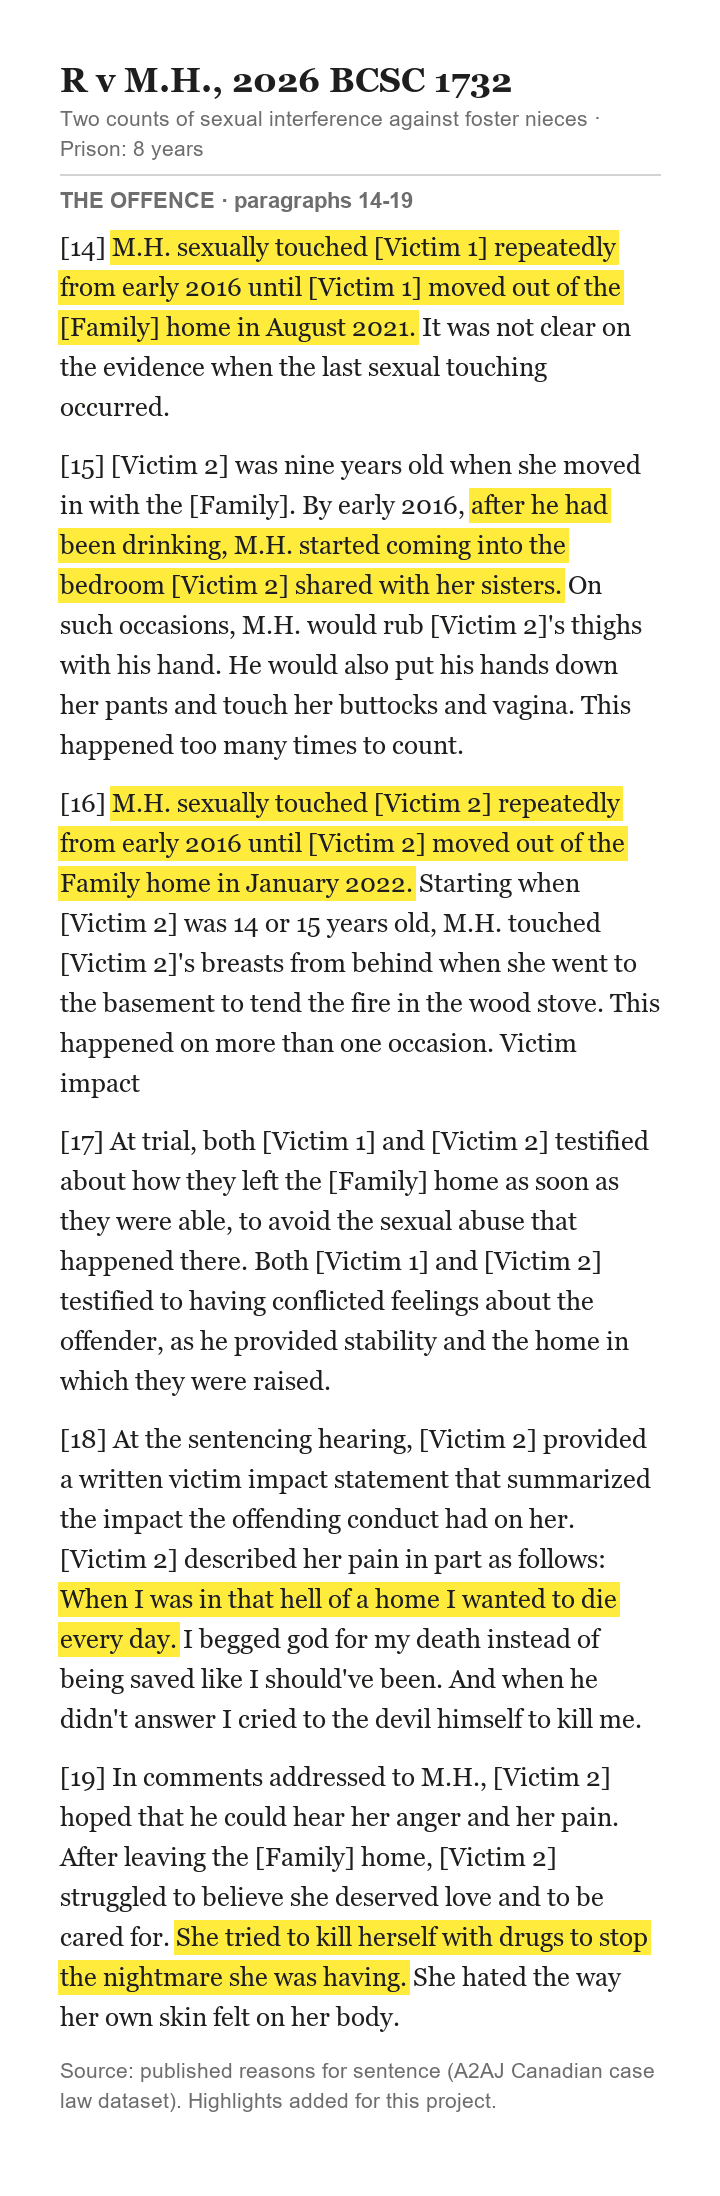 R v M.H., 2026 BCSC 1732
Two counts of sexual interference against foster nieces ·
Prison: 8 years
THE OFFENCE · paragraphs 14-19
[14] M.H. sexually touched [Victim 1] repeatedly
from early 2016 until [Victim 1] moved out of the
[Family] home in August 2021. It was not clear on
the evidence when the last sexual touching
occurred.
[15] [Victim 2] was nine years old when she moved
in with the [Family]. By early 2016, after he had
been drinking, M.H. started coming into the
bedroom [Victim 2] shared with her sisters. On
such occasions, M.H. would rub [Victim 2]'s thighs
with his hand. He would also put his hands down
her pants and touch her buttocks and vagina. This
happened too many times to count.
[16] M.H. sexually touched [Victim 2] repeatedly
from early 2016 until [Victim 2] moved out of the
Family home in January 2022. Starting when
[Victim 2] was 14 or 15 years old, M.H. touched
[Victim 2]'s breasts from behind when she went to
the basement to tend the fire in the wood stove. This
happened on more than one occasion. Victim
impact
[17] At trial, both [Victim 1] and [Victim 2] testified
about how they left the [Family] home as soon as
they were able, to avoid the sexual abuse that
happened there. Both [Victim 1] and [Victim 2]
testified to having conflicted feelings about the
offender, as he provided stability and the home in
which they were raised.
[18] At the sentencing hearing, [Victim 2] provided
a written victim impact statement that summarized
the impact the offending conduct had on her.
[Victim 2] described her pain in part as follows:
When I was in that hell of a home I wanted to die
every day. I begged god for my death instead of
being saved like I should've been. And when he
didn't answer I cried to the devil himself to kill me.
[19] In comments addressed to M.H., [Victim 2]
hoped that he could hear her anger and her pain.
After leaving the [Family] home, [Victim 2]
struggled to believe she deserved love and to be
cared for. She tried to kill herself with drugs to stop
the nightmare she was having. She hated the way
her own skin felt on her body.
Source: published reasons for sentence (A2AJ Canadian case
law dataset). Highlights added for this project.